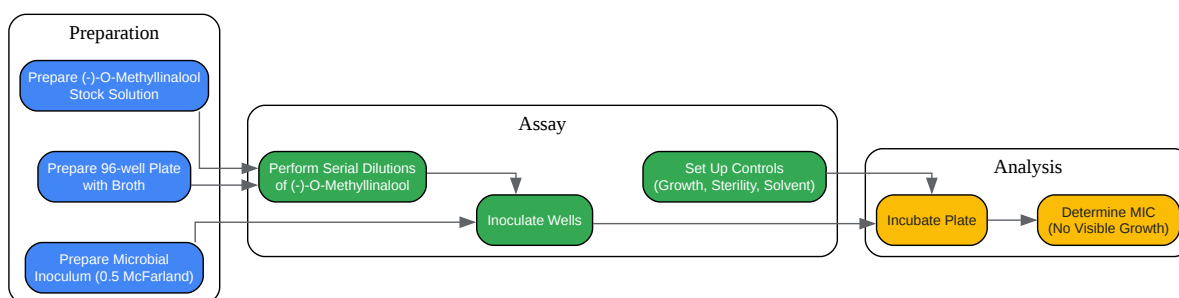 Preparation
Prepare (-)-O-Methyllinalool
Stock Solution
Prepare 96-well Plate
with Broth
Prepare Microbial
Inoculum (0.5 McFarland)
Assay
Perform Serial Dilutions
of (-)-O-Methyllinalool
Inoculate Wells
Set Up Controls
(Growth, Sterility, Solvent)
Analysis
Incubate Plate
Determine MIC
(No Visible Growth)